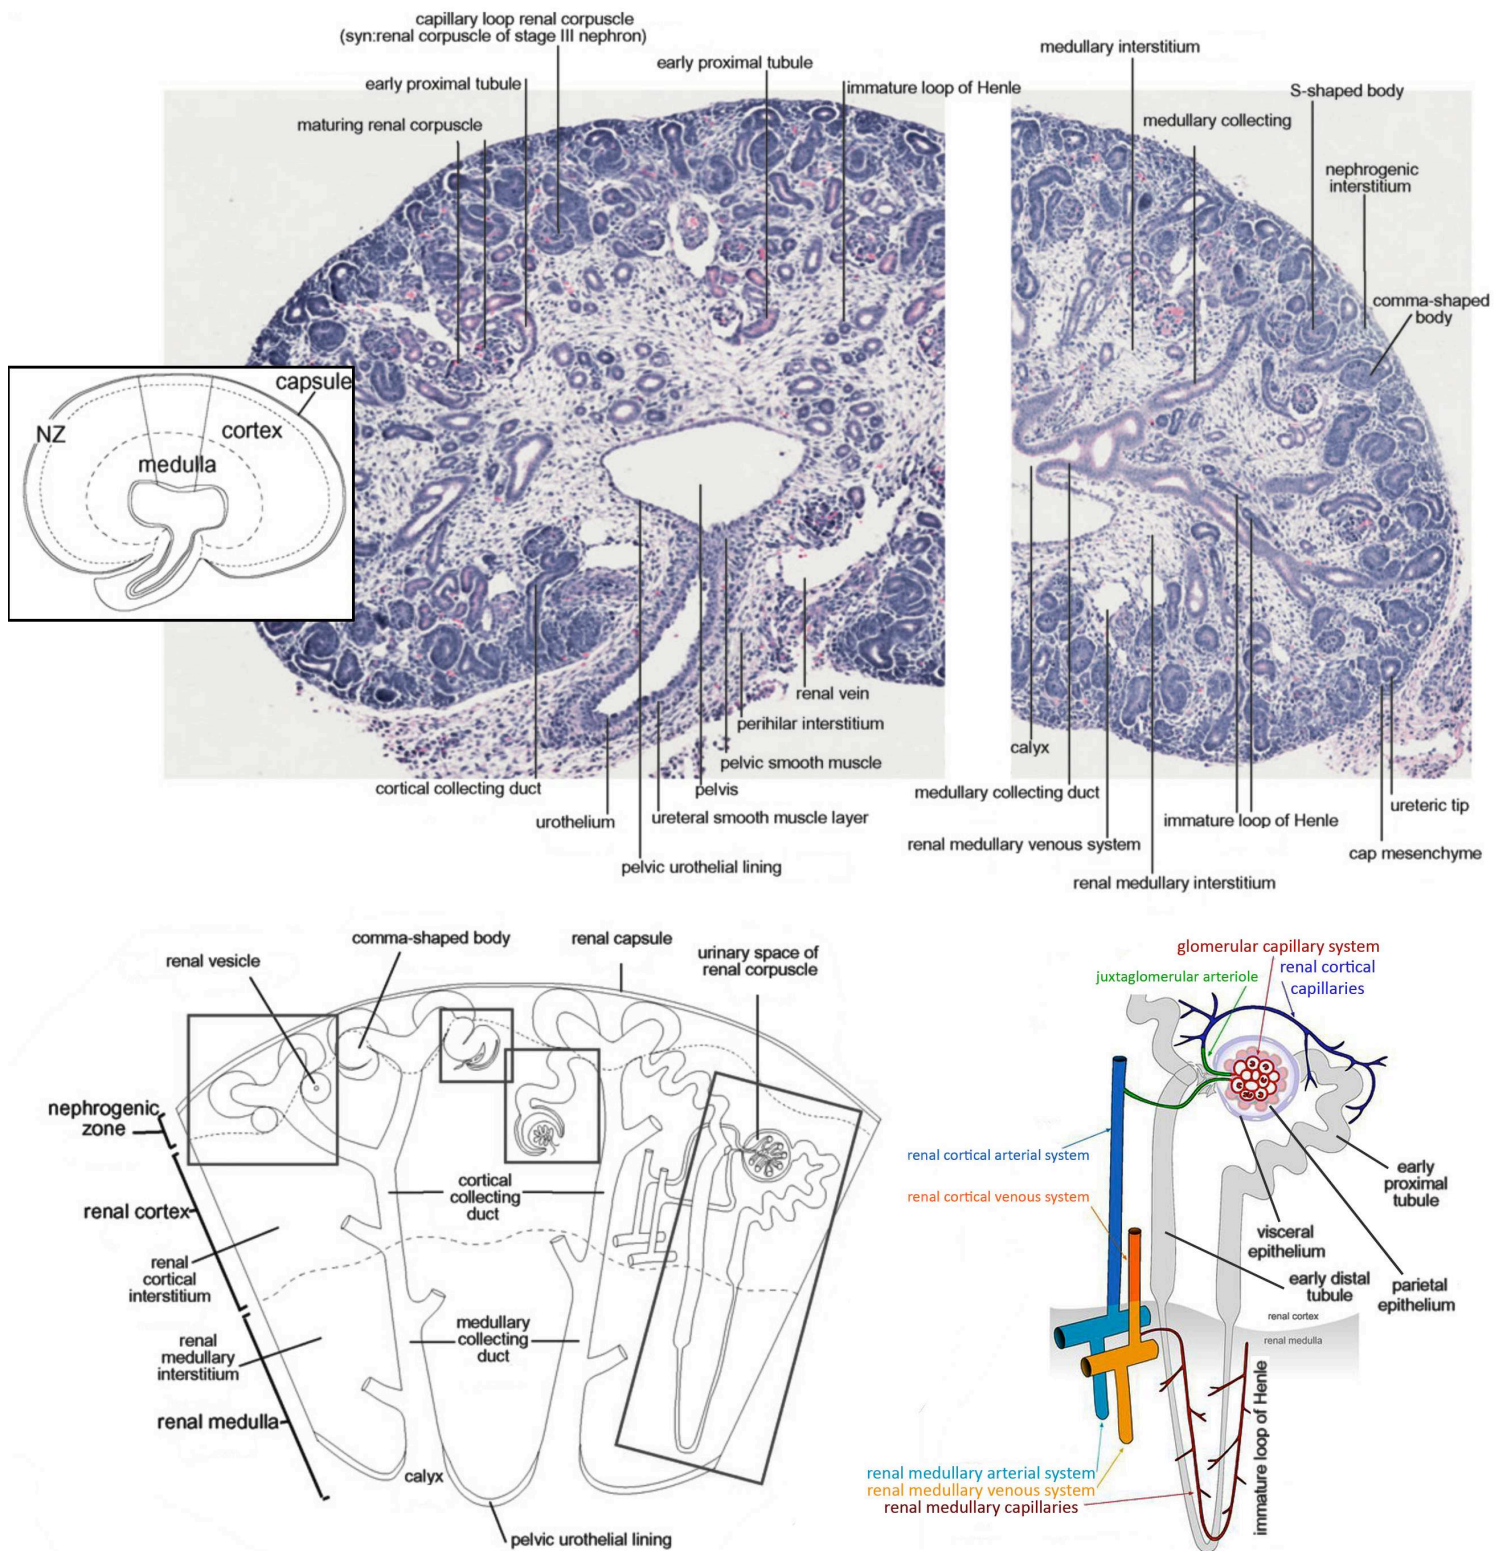 capillary loop renal corpuscle
(syn:renal corpuscle of stage III nephron)
early proximal tubule
early proximal tubule
immature loop of Henle
maturing renal corpuscle
medullary interstitium
S-shaped body
medullary collecting
nephrogenic
interstitium
comma-shaped
body
capsule
NZ
cortex
medulla
renal vein
perihilar interstitium
pelvic smooth muscle
cortical collecting duct
pelvis
urothelium
ureteral smooth muscle layer
pelvic urothelial lining
calyx
medullary collecting duct
ureteric tip
immature loop of Henle
renal medullary venous system
cap mesenchyme
renal medullary interstitium
comma-shaped body
renal capsule
renal vesicle
urinary space of
renal corpuscle
nephrogenic
zone
renal cortex
cortical
collecting
duct
renal
cortical
interstitium
renal
medullary
interstitium
medullary
collecting
duct
renal medulla
calyx
pelvic urothelial lining
glomerular capillary system
juxtaglomerular arteriole
renal cortical
capillaries
renal cortical arterial system
renal cortical venous system
early
proximal
tubule
visceral
epithelium
early distal
tubule
parietal
epithelium
renal cortex
renal medulla
immature loop of Henle
renal medullary arterial system
renal medullary venous system
renal medullary capillaries